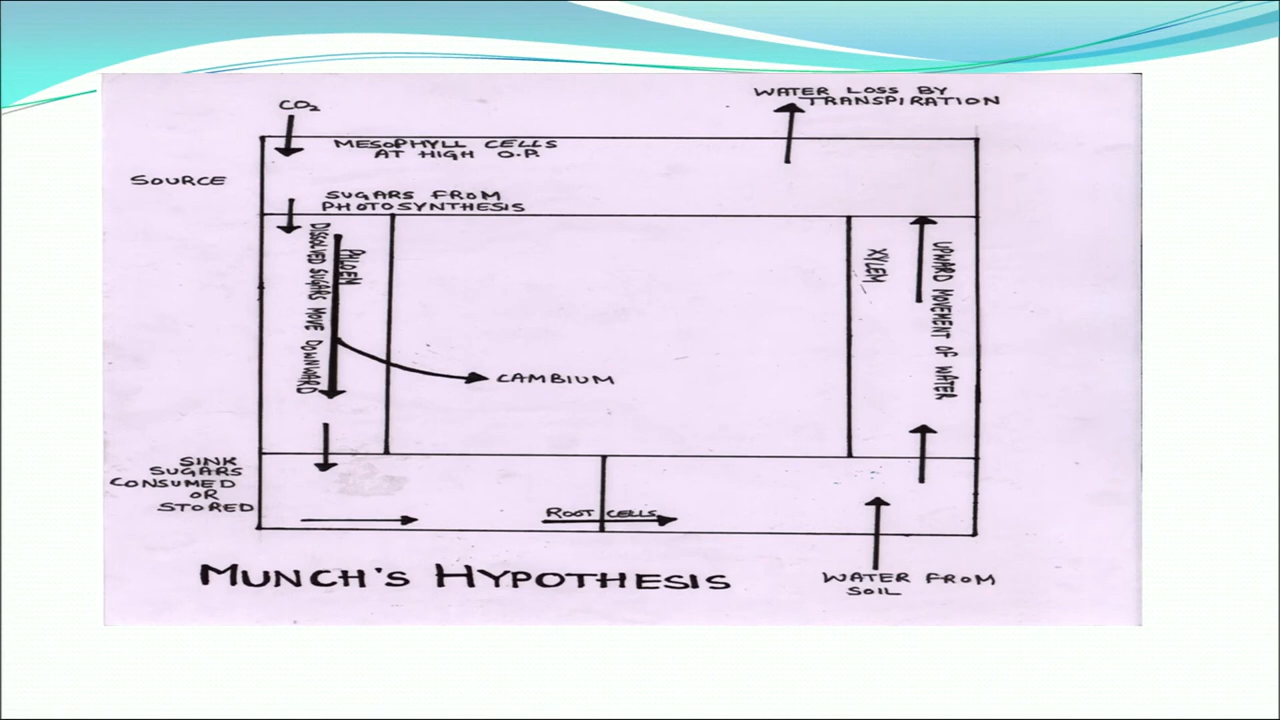 CO₂
WATER LOSS BY
TRANSPIRATION
MESOPHYLL CELLS
AT HIGH O.P.
SOURCE
SUGARS FROM
PHOTOSYNTHESIS
PHLOEM
DISSOLVED SUGARS MOVE DOWNWARD
XYLEM
UPWARD MOVEMENT OF WATER
CAMBIUM
SINK
SUGARS
CONSUMED
OR
STORED
ROOT CELLS
MUNCH'S HYPOTHESIS
WATER FROM
SOIL